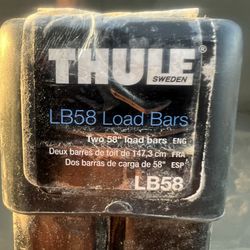 THULE®
SWEDEN
LB58 Load Bars
Two 58" load bars ENG
Deux barres de toit de 147,3 cm FRA
Dos barras de carga de 58" ESP
LB58